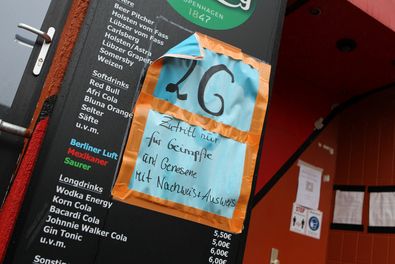 COPENHAGEN
1847
Beer Pitcher
Holsten vom Fass
Lübzer vom Fass
Carlsberg
Holsten/Astra
Lübzer Grapef
Somersby
Weizen
Softdrinks
Red Bull
Afri Cola
Bluna Orange
Selter
Säfte
u.v.m.
Berliner Luft
Mexikaner
Saurer
Longdrinks
Wodka Energy
Korn Cola
Bacardi Cola
Johnnie Walker Cola
Gin Tonic
u.v.m.
5,50€
5,00€
6,00€
6,00€
2G
Zutritt nur
für Geimpfte
und Genesene
mit Nachweis + Ausweis
STOP